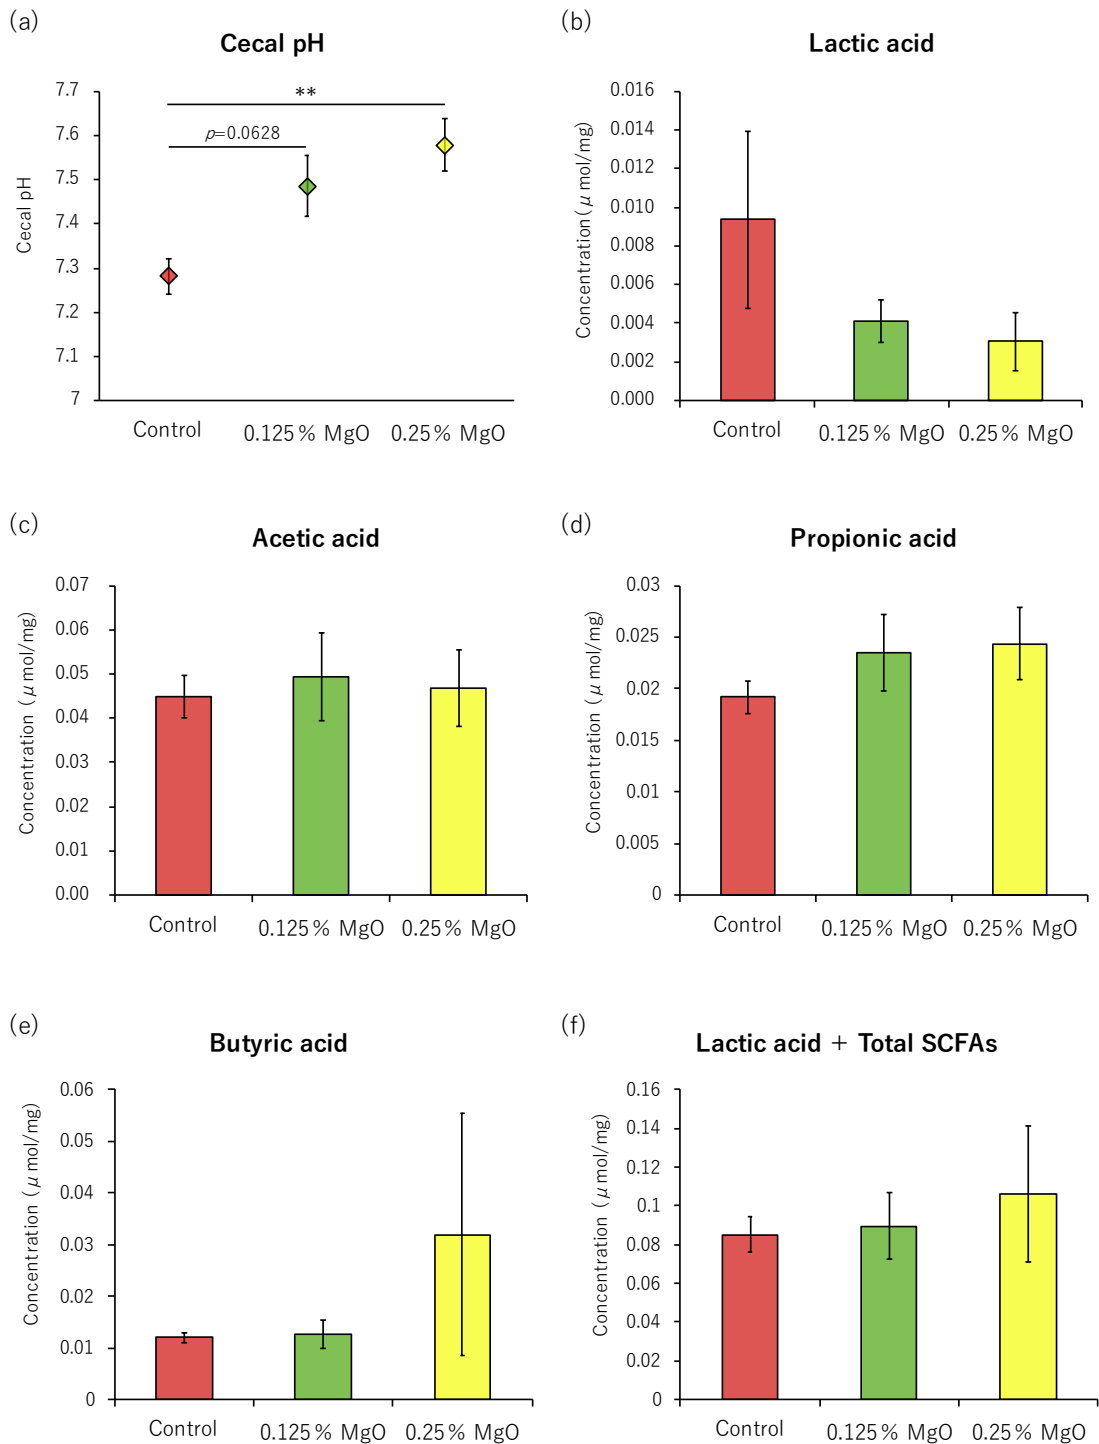 (a)
Cecal pH
7.7
7.6
7.5
7.4
7.3
7.2
7.1
7
Cecal pH
**
p=0.0628
Control
0.125% MgO
0.25% MgO
(b)
Lactic acid
0.016
0.014
0.012
0.010
0.008
0.006
0.004
0.002
0.000
Concentration(μmol/mg)
Control
0.125% MgO
0.25% MgO
(c)
Acetic acid
0.07
0.06
0.05
0.04
0.03
0.02
0.01
0.00
Concentration (μmol/mg)
Control
0.125% MgO
0.25% MgO
(d)
Propionic acid
0.03
0.025
0.02
0.015
0.01
0.005
0
Concentration (μmol/mg)
Control
0.125% MgO
0.25% MgO
(e)
Butyric acid
0.06
0.05
0.04
0.03
0.02
0.01
0
Concentration (μmol/mg)
Control
0.125% MgO
0.25% MgO
(f)
Lactic acid + Total SCFAs
0.16
0.14
0.12
0.1
0.08
0.06
0.04
0.02
0
Concentration (μmol/mg)
Control
0.125% MgO
0.25% MgO